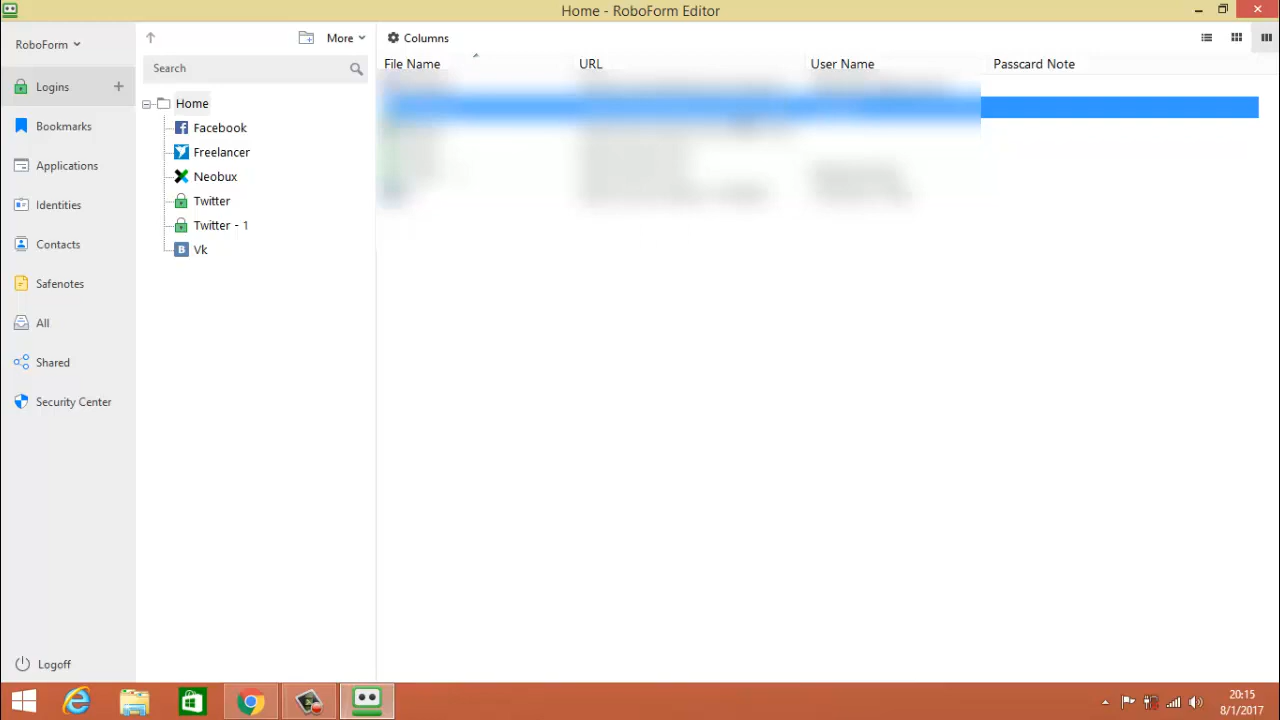 Home - RoboForm Editor
RoboForm
Logins
Bookmarks
Applications
Identities
Contacts
Safenotes
All
Shared
Security Center
Logoff
More
Search
Home
Facebook
Freelancer
Neobux
Twitter
Twitter - 1
Vk
Columns
File Name URL User Name Passcard Note
20:15
8/1/2017